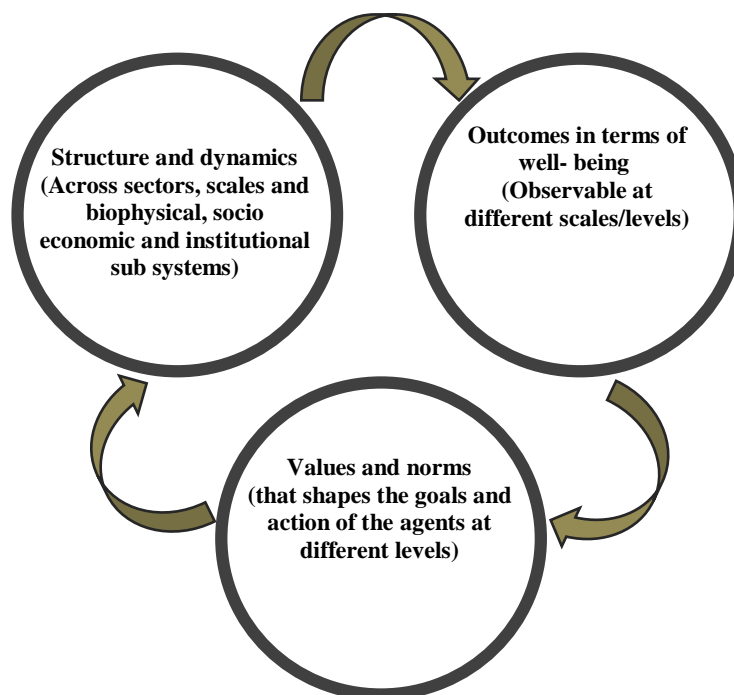 Structure and dynamics
(Across sectors, scales and
biophysical, socio
economic and institutional
sub systems)
Outcomes in terms of
well- being
(Observable at
different scales/levels)
Values and norms
(that shapes the goals and
action of the agents at
different levels)